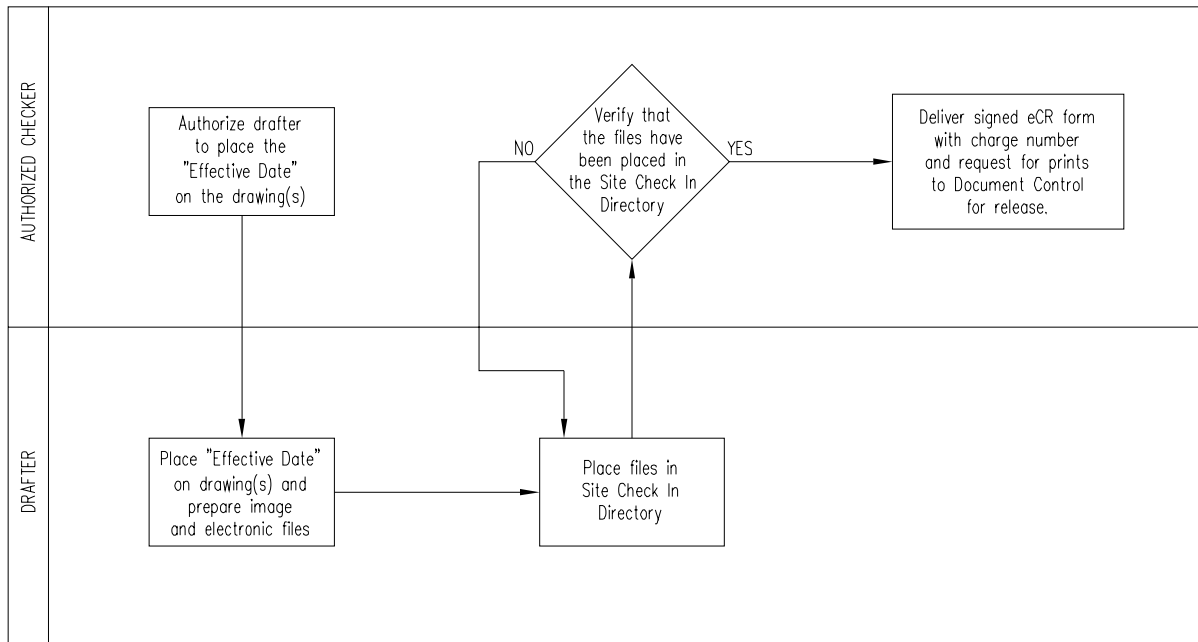 AUTHORIZED CHECKER
Authorize drafter
to place the
"Effective Date"
on the drawing(s)
Verify that
the files have
been placed in
the Site Check In
Directory
NO
YES
Deliver signed eCR form
with charge number
and request for prints
to Document Control
for release.
DRAFTER
Place "Effective Date"
on drawing(s) and
prepare image
and electronic files
Place files in
Site Check In
Directory